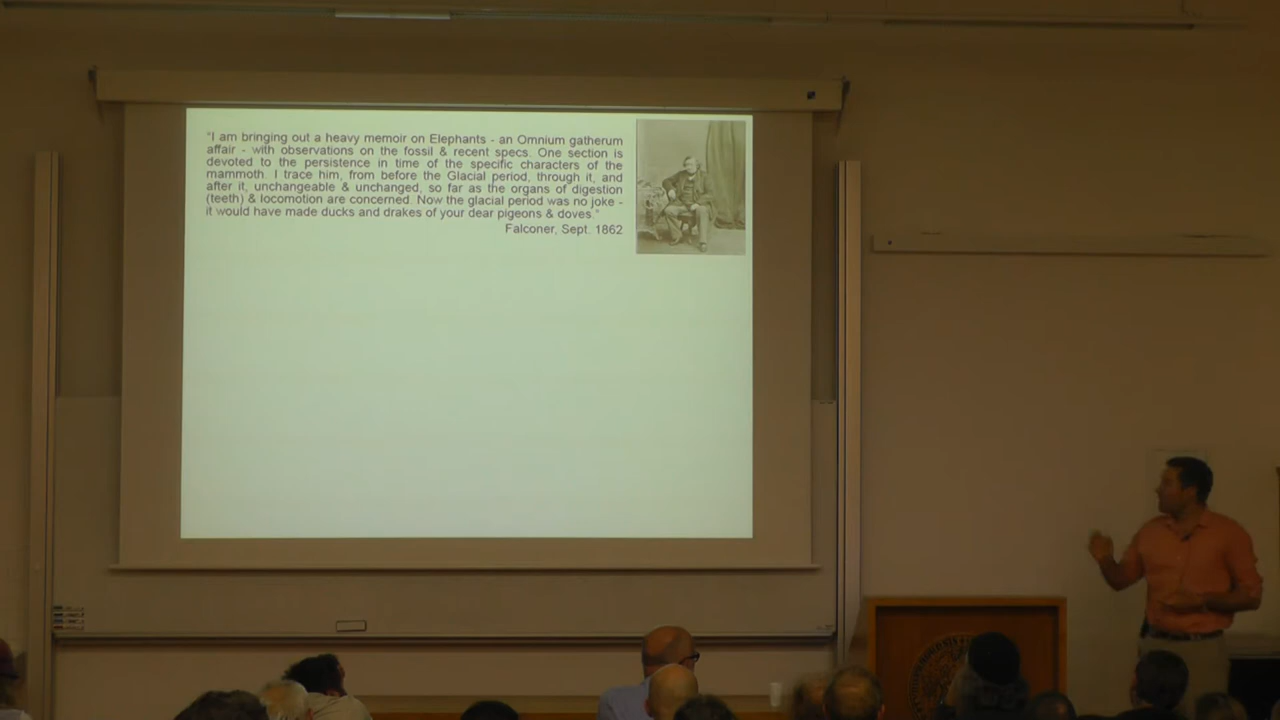 "I am bringing out a heavy memoir on Elephants - an Omnium gatherum
affair - with observations on the fossil & recent specs. One section is
devoted to the persistence in time of the specific characters of the
mammoth. I trace him, from before the Glacial period, through it, and
after it, unchangeable & unchanged, so far as the organs of digestion
(teeth) & locomotion are concerned. Now the glacial period was no joke -
it would have made ducks and drakes of your dear pigeons & doves."
Falconer, Sept. 1862